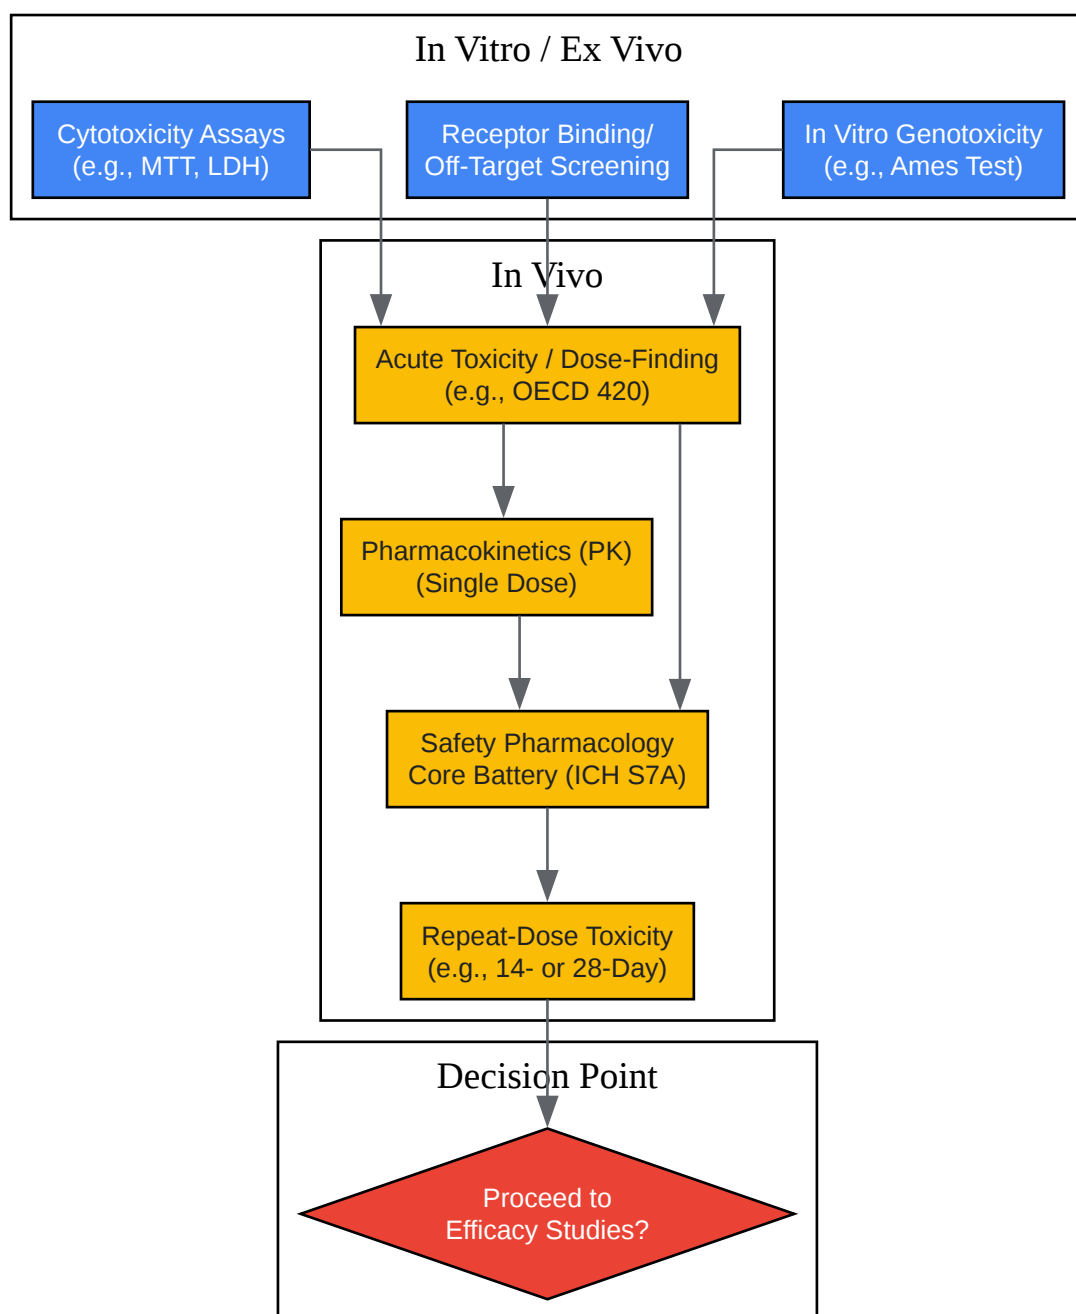 In Vitro / Ex Vivo
Cytotoxicity Assays
(e.g., MTT, LDH)
Receptor Binding/
Off-Target Screening
In Vitro Genotoxicity
(e.g., Ames Test)
In Vivo
Acute Toxicity / Dose-Finding
(e.g., OECD 420)
Pharmacokinetics (PK)
(Single Dose)
Safety Pharmacology
Core Battery (ICH S7A)
Repeat-Dose Toxicity
(e.g., 14- or 28-Day)
Decision Point
Proceed to
Efficacy Studies?